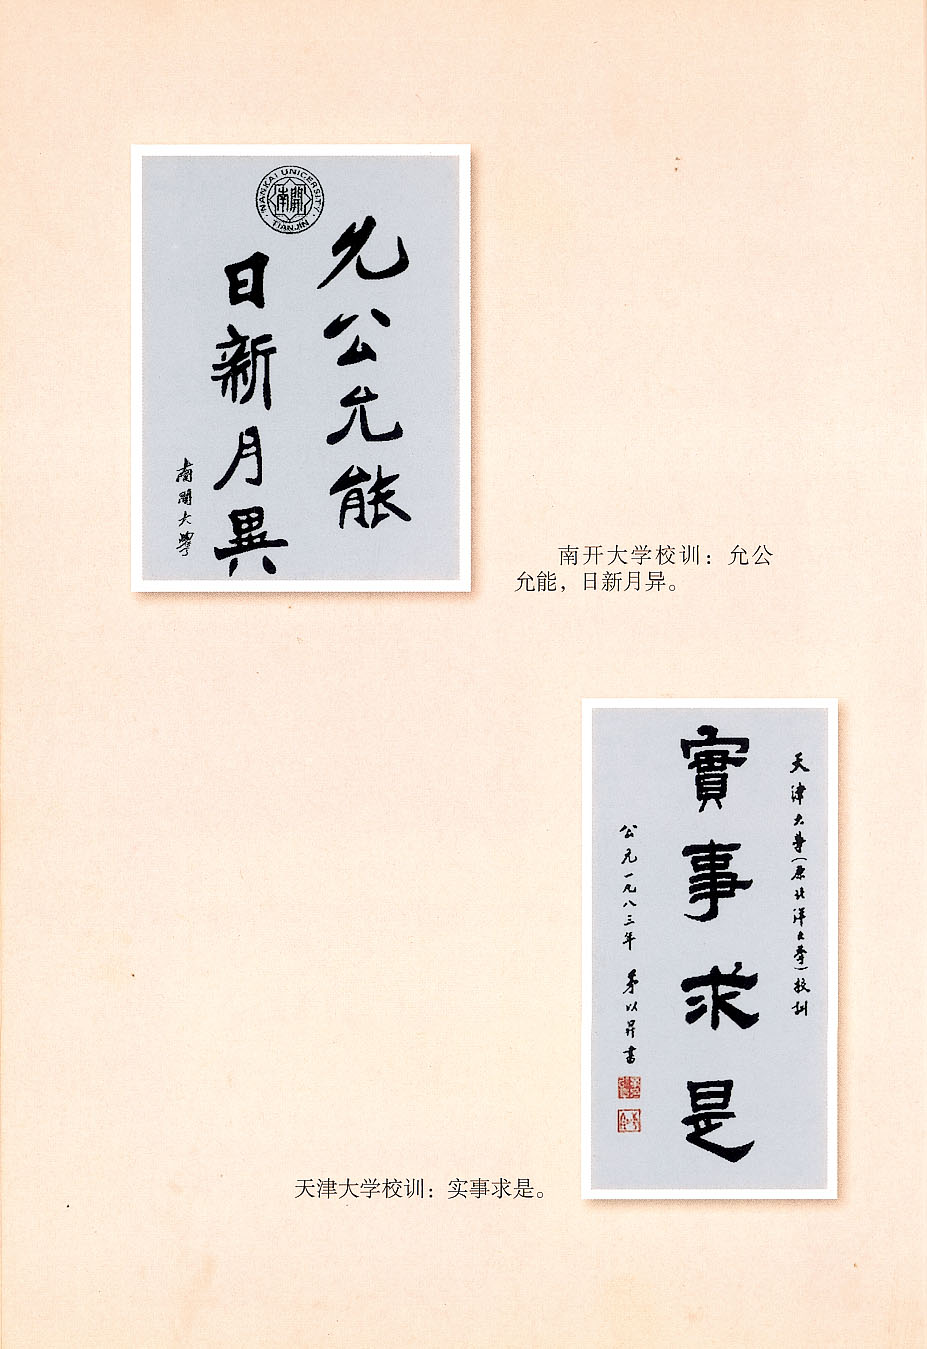 NANKAI UNIVERSITY
南開
TIANJIN
允公允能
日新月異
南開大學
南开大学校训：允公
允能，日新月异。
天津大學（原北洋大學）校训
實事求是
公元一九八三年 茅以昇書
天津大学校训：实事求是。